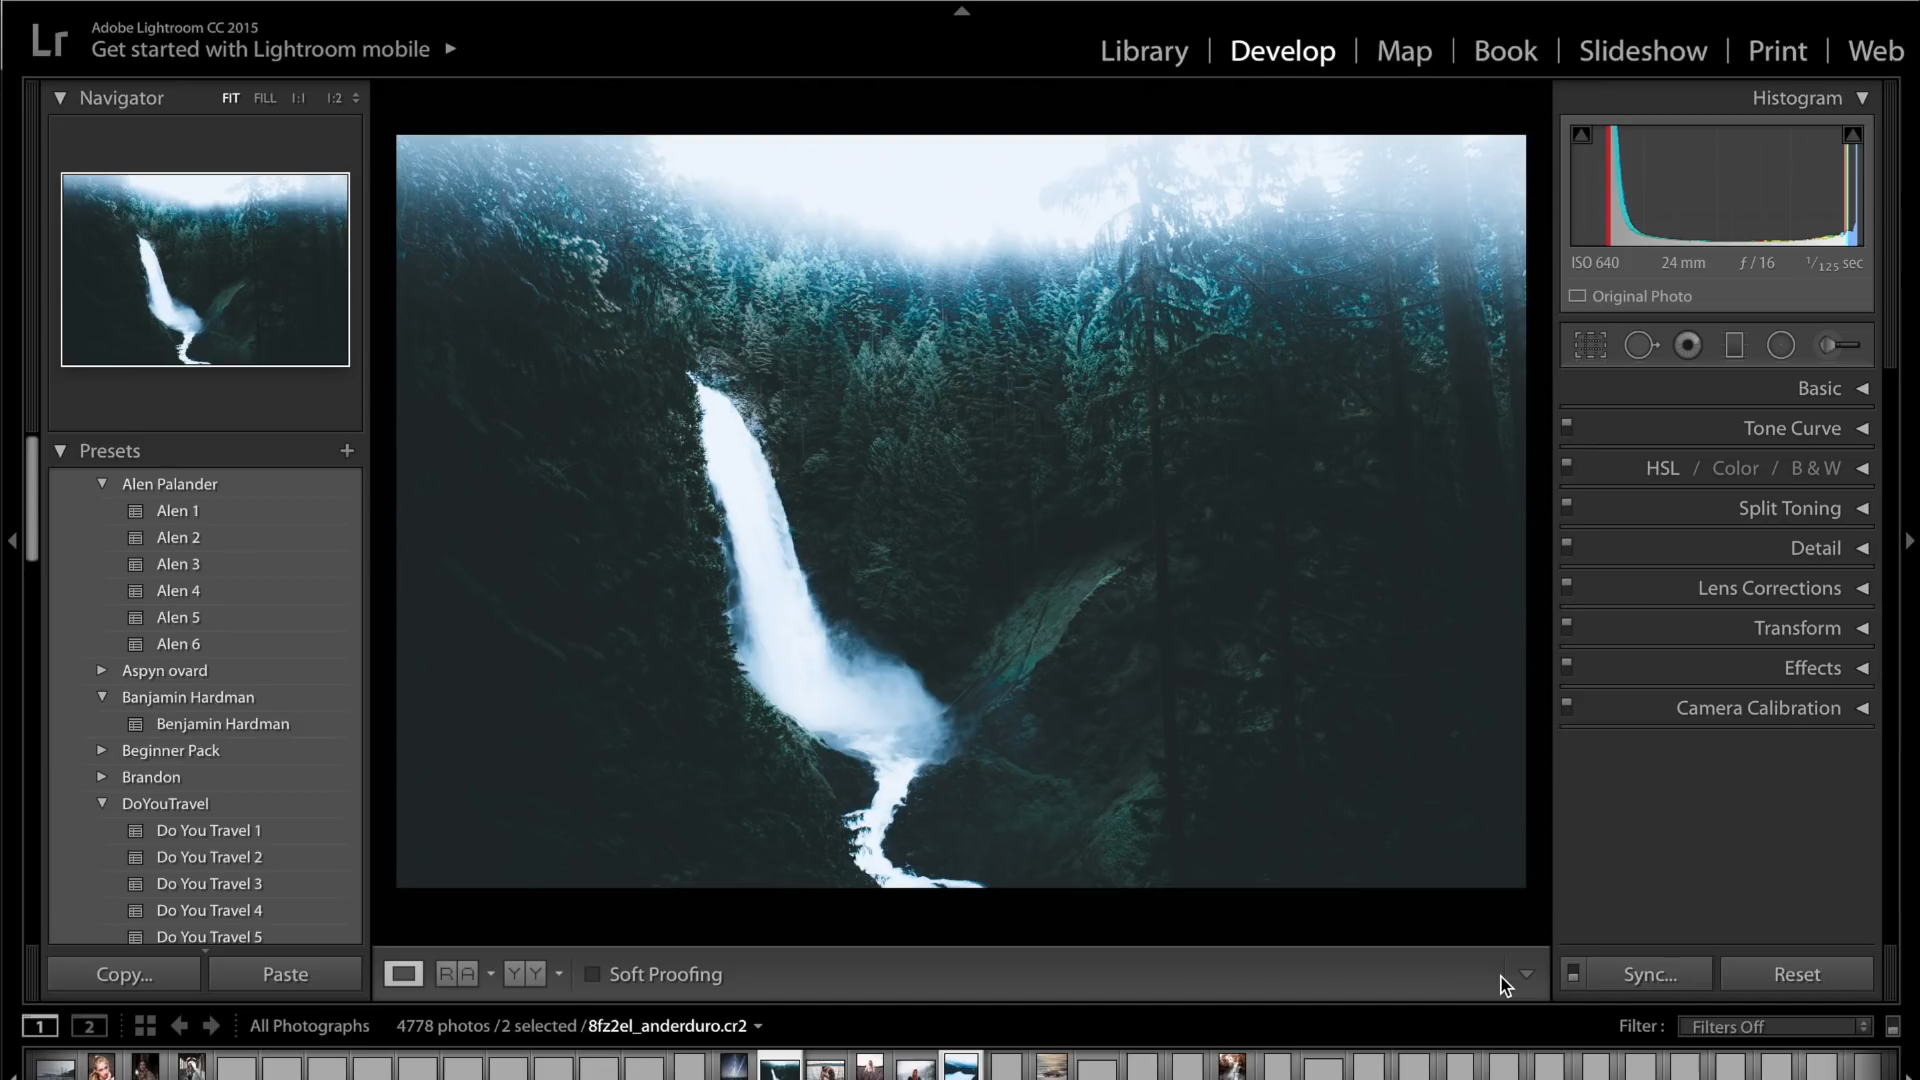 Lr
Adobe Lightroom CC 2015
Get started with Lightroom mobile
Library | Develop | Map | Book | Slideshow | Print | Web
Navigator FIT FILL 1:1 1:2
Histogram
ISO 640 24 mm ƒ / 16 1/125 sec
Original Photo
Basic
Tone Curve
HSL / Color / B & W
Split Toning
Detail
Lens Corrections
Transform
Effects
Camera Calibration
Presets +
Alen Palander
Alen 1
Alen 2
Alen 3
Alen 4
Alen 5
Alen 6
Aspyn ovard
Banjamin Hardman
Benjamin Hardman
Beginner Pack
Brandon
DoYouTravel
Do You Travel 1
Do You Travel 2
Do You Travel 3
Do You Travel 4
Do You Travel 5
Copy... Paste
R A Y Y Soft Proofing
Sync... Reset
1 2 All Photographs 4778 photos /2 selected /8fz2el_anderduro.cr2
Filter : Filters Off